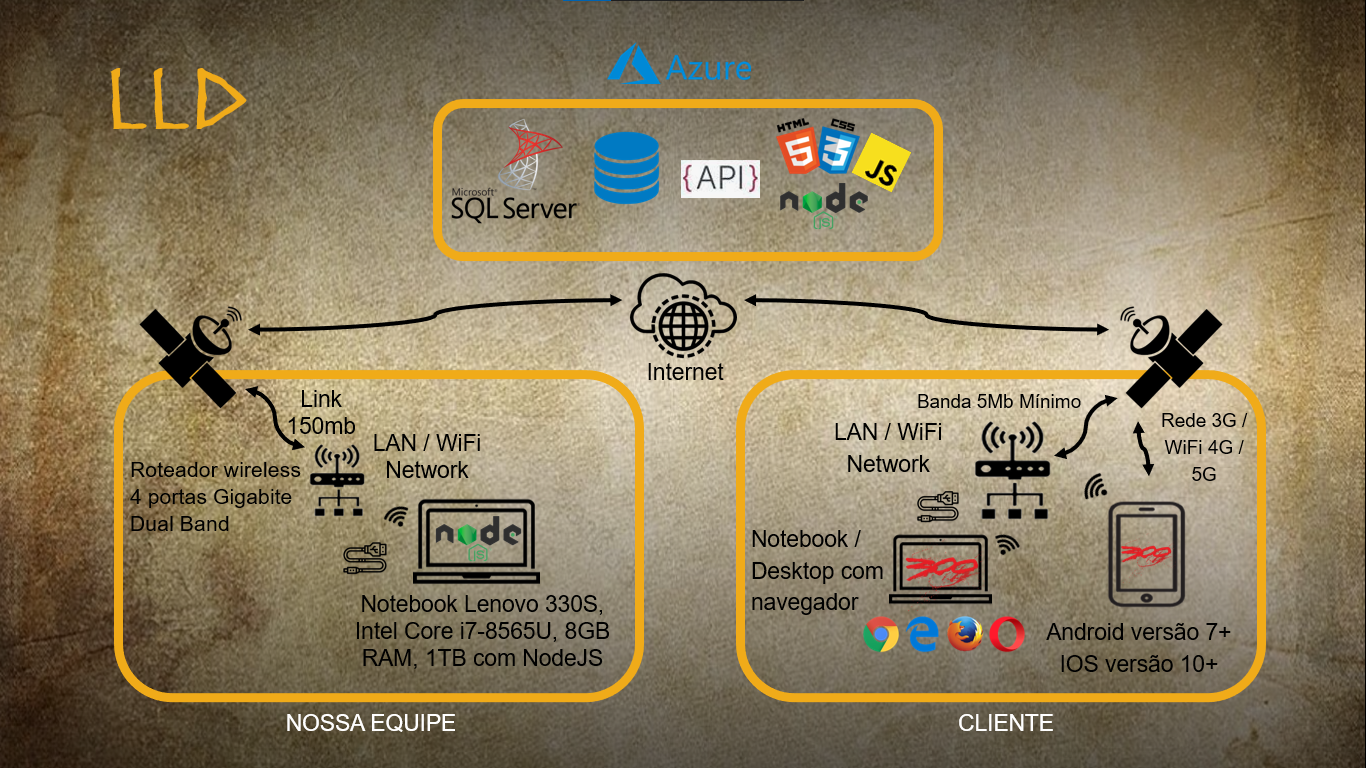 LLD
Azure
Microsoft®
SQL Server
{API}
HTML
5
CSS
3
JS
node
JS
Internet
Link
150mb
LAN / WiFi
Network
Roteador wireless
4 portas Gigabite
Dual Band
node
JS
Notebook Lenovo 330S,
Intel Core i7-8565U, 8GB
RAM, 1TB com NodeJS
NOSSA EQUIPE
Banda 5Mb Mínimo
LAN / WiFi
Network
Rede 3G /
WiFi 4G /
5G
Notebook /
Desktop com
navegador
Android versão 7+
IOS versão 10+
CLIENTE